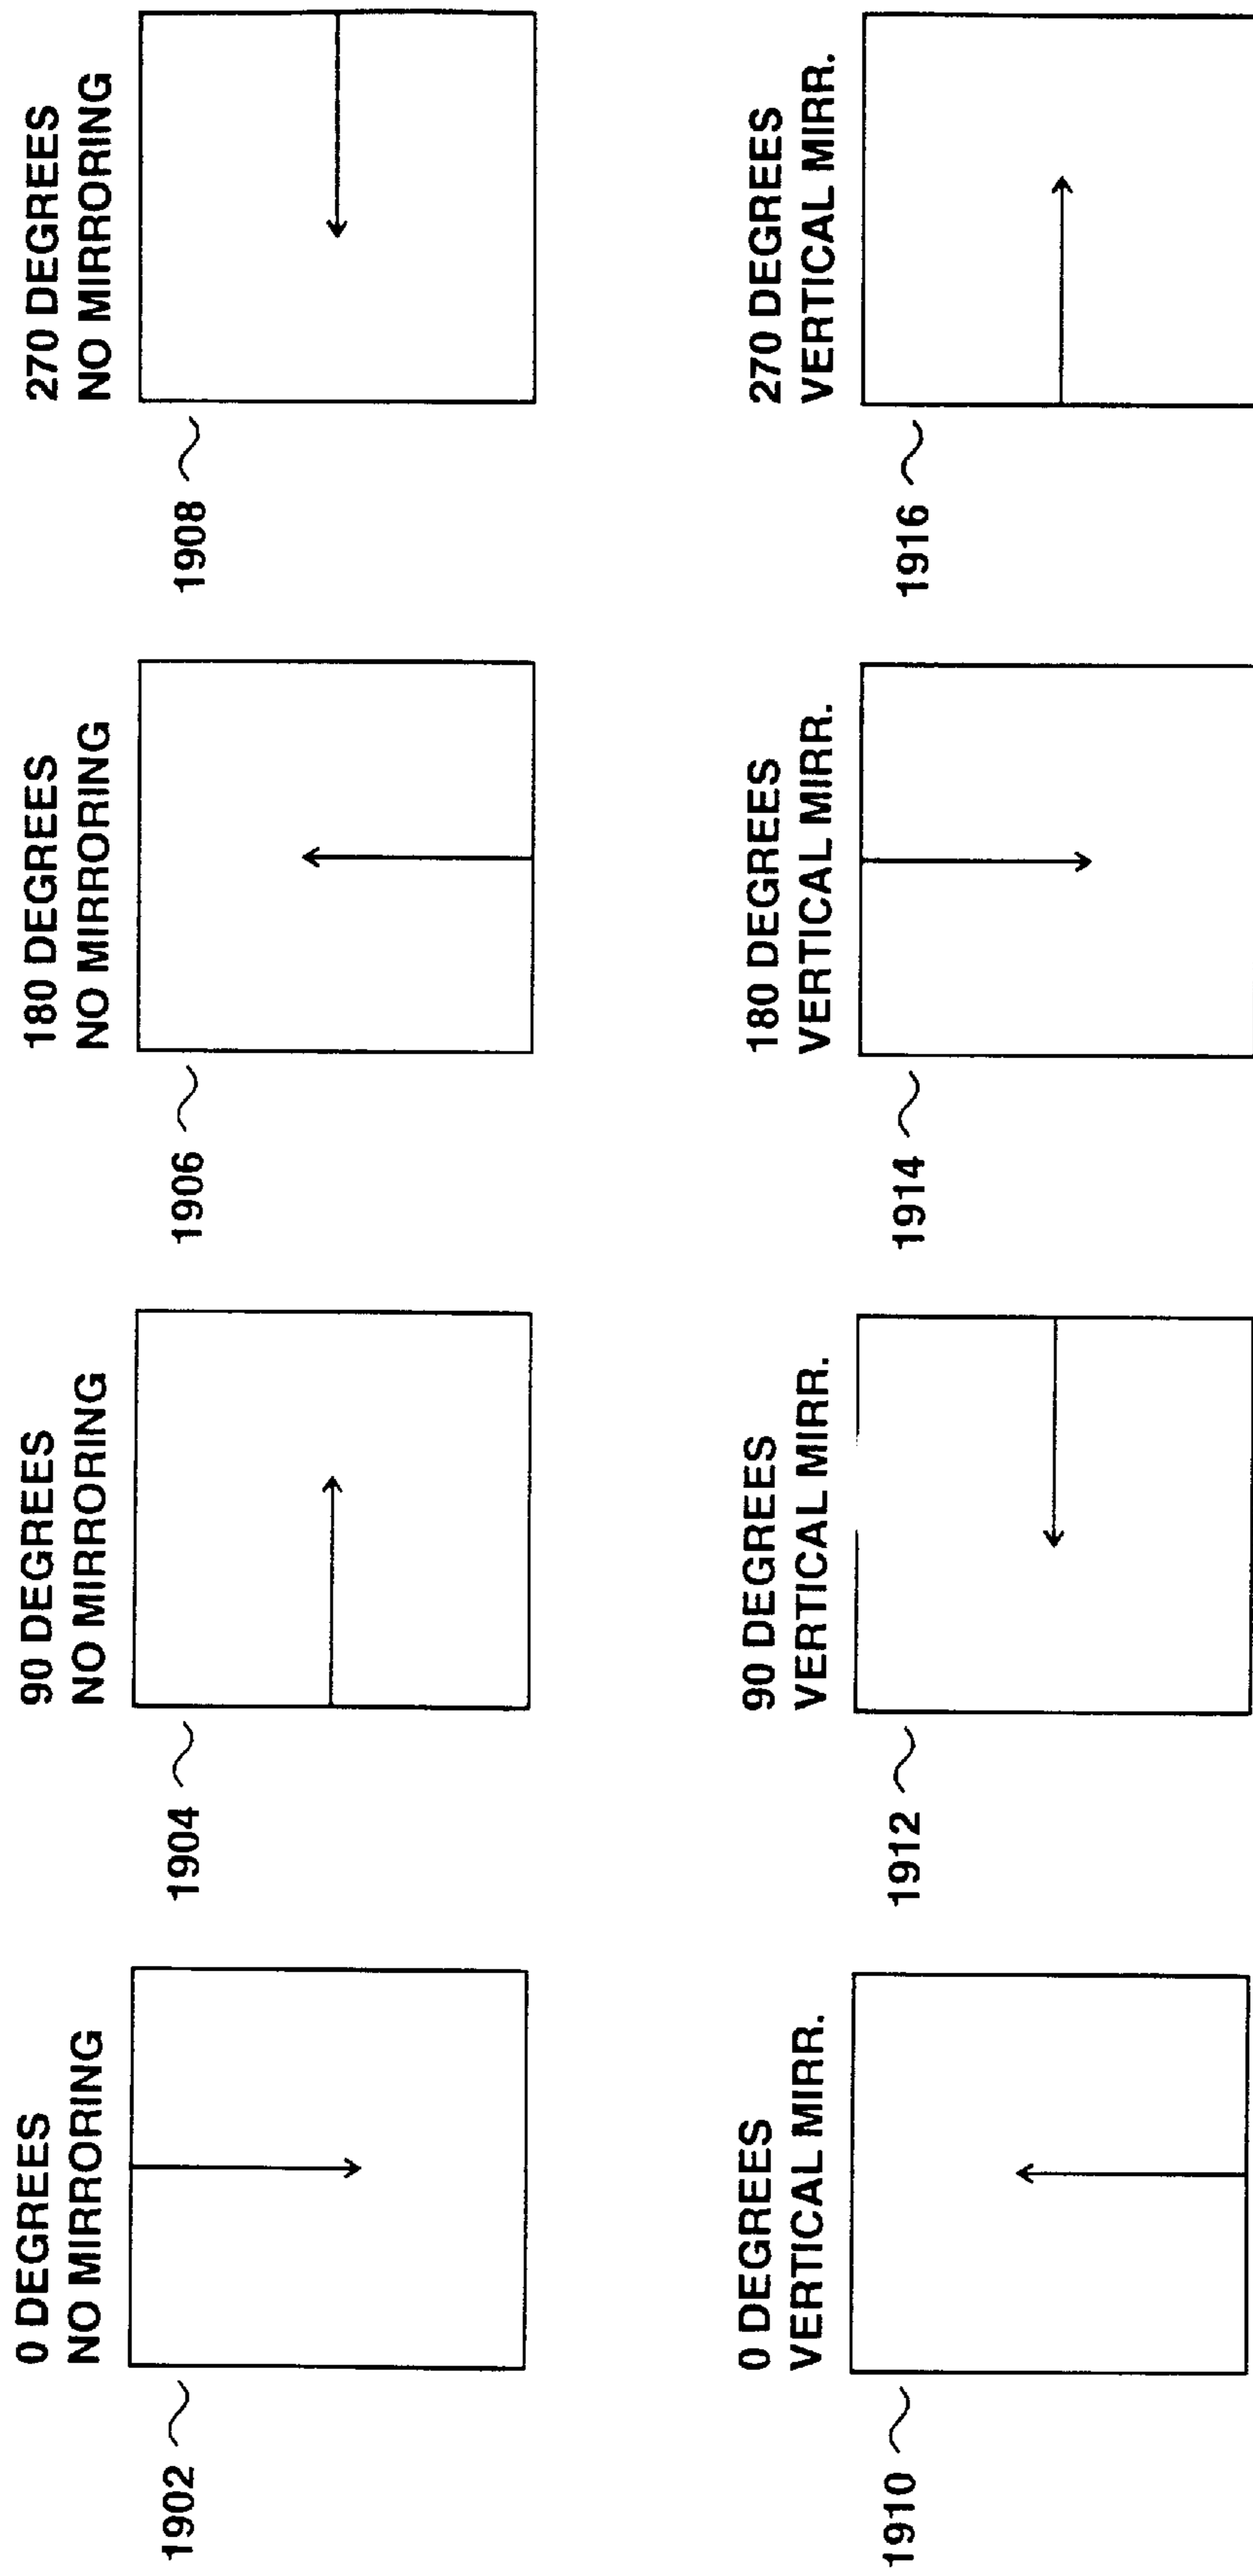 0 DEGREES
NO MIRRORING
1902
90 DEGREES
NO MIRRORING
1904
180 DEGREES
NO MIRRORING
1906
270 DEGREES
NO MIRRORING
1908
0 DEGREES
VERTICAL MIRR.
1910
90 DEGREES
VERTICAL MIRR.
1912
180 DEGREES
VERTICAL MIRR.
1914
270 DEGREES
VERTICAL MIRR.
1916